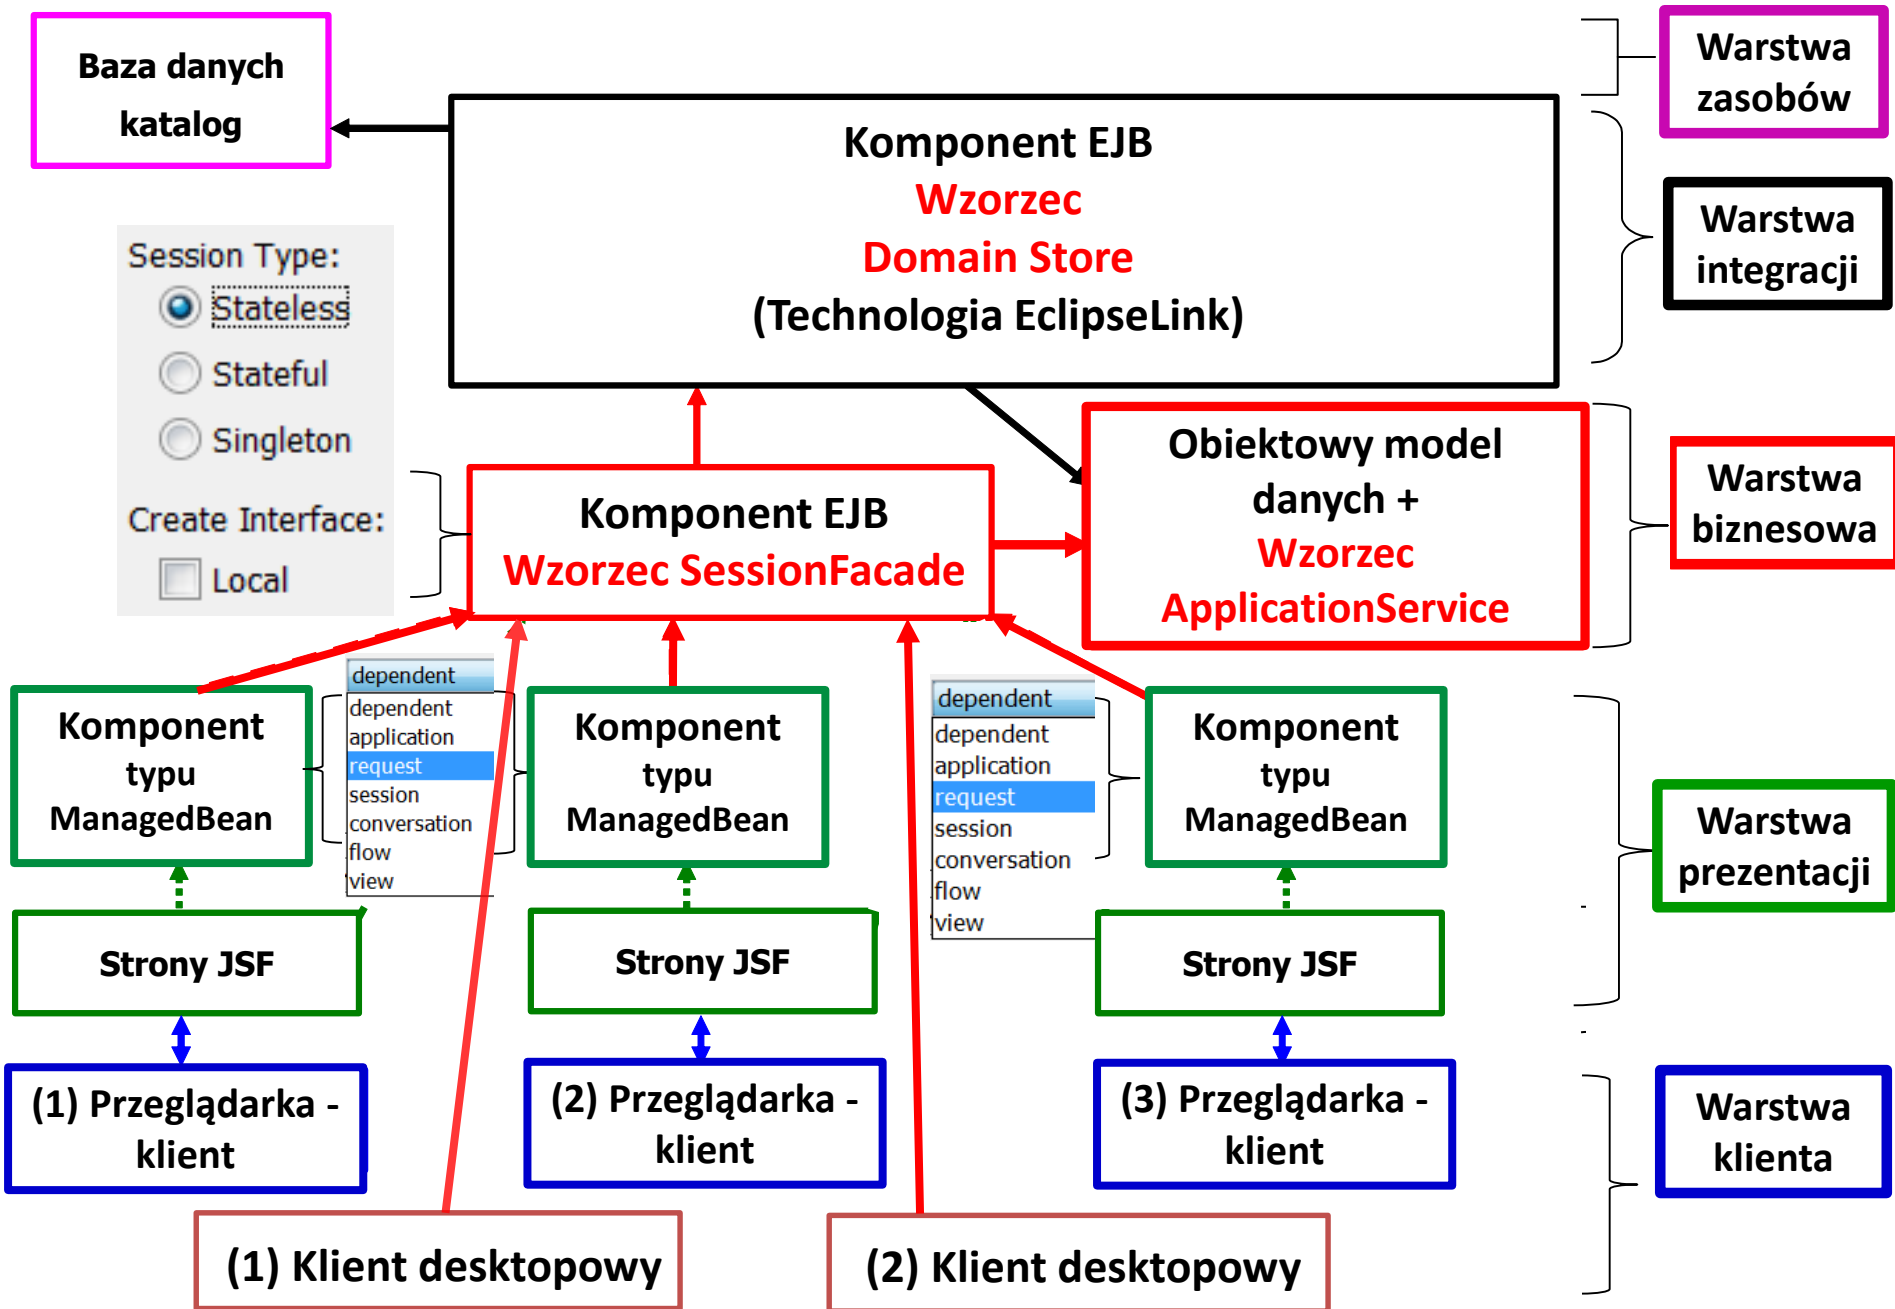 Baza danych
katalog
Komponent EJB
Wzorzec
Domain Store
(Technologia EclipseLink)
Warstwa
zasobów
Warstwa
integracji
Session Type:
Stateless
Stateful
Singleton
Create Interface:
Local
Komponent EJB
Wzorzec SessionFacade
Obiektowy model
danych +
Wzorzec
ApplicationService
Warstwa
biznesowa
Komponent
typu
ManagedBean
dependent
dependent
application
request
session
conversation
flow
view
Komponent
typu
ManagedBean
dependent
dependent
application
request
session
conversation
flow
view
Komponent
typu
ManagedBean
Warstwa
prezentacji
Strony JSF
Strony JSF
Strony JSF
(1) Przeglądarka -
klient
(2) Przeglądarka -
klient
(3) Przeglądarka -
klient
Warstwa
klienta
(1) Klient desktopowy
(2) Klient desktopowy